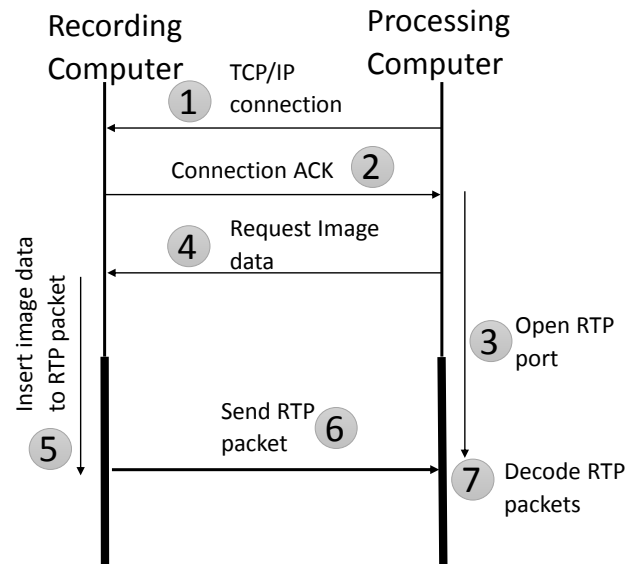 Recording
Computer
Processing
Computer
1
TCP/IP
connection
Connection ACK
2
4
Request Image
data
3
Open RTP
port
Insert image data
to RTP packet
5
Send RTP
packet
6
7
Decode RTP
packets